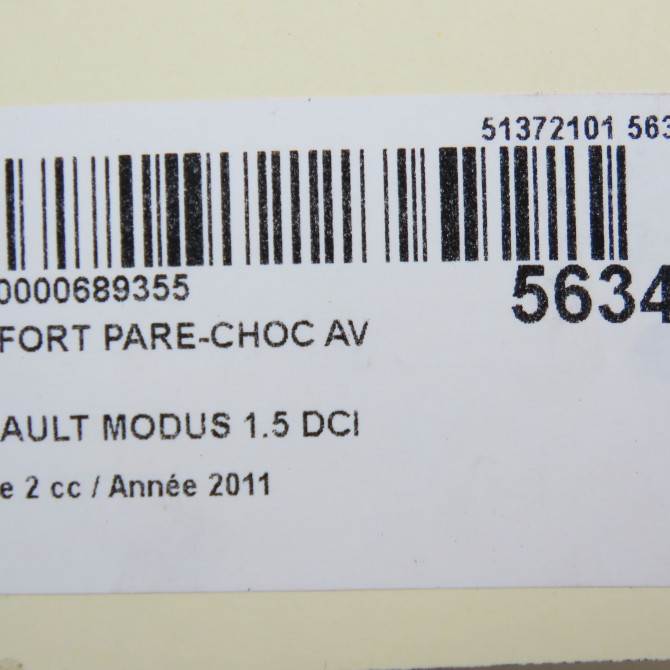 51372101 563
0000689355
5634
FORT PARE-CHOC AV
AULT MODUS 1.5 DCI
e 2 cc / Année 2011